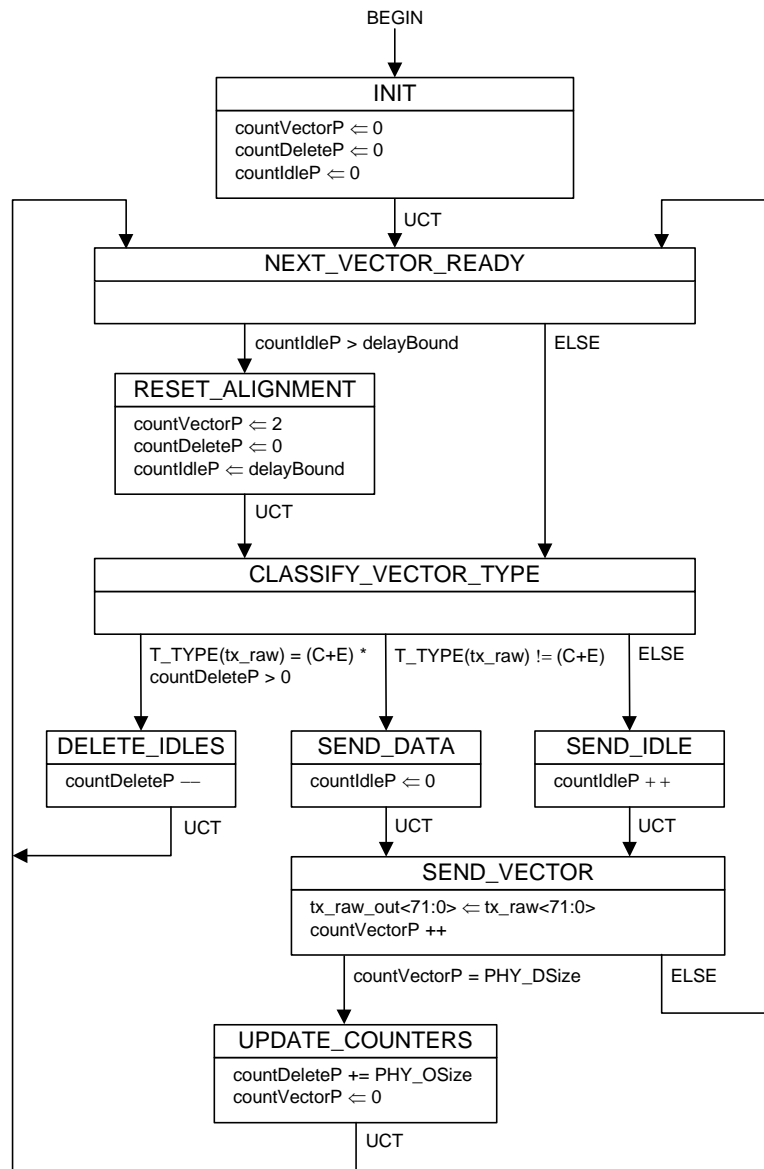 BEGIN
INIT
countVectorP ⇐ 0
countDeleteP ⇐ 0
countIdleP ⇐ 0
UCT
NEXT_VECTOR_READY
countIdleP > delayBound
ELSE
RESET_ALIGNMENT
countVectorP ⇐ 2
countDeleteP ⇐ 0
countIdleP ⇐ delayBound
UCT
CLASSIFY_VECTOR_TYPE
T_TYPE(tx_raw) = (C+E) *
countDeleteP > 0
T_TYPE(tx_raw) != (C+E)
ELSE
DELETE_IDLES
countDeleteP −−
UCT
SEND_DATA
countIdleP ⇐ 0
UCT
SEND_IDLE
countIdleP + +
UCT
SEND_VECTOR
tx_raw_out<71:0> ⇐ tx_raw<71:0>
countVectorP ++
countVectorP = PHY_DSize
ELSE
UPDATE_COUNTERS
countDeleteP += PHY_OSize
countVectorP ⇐ 0
UCT